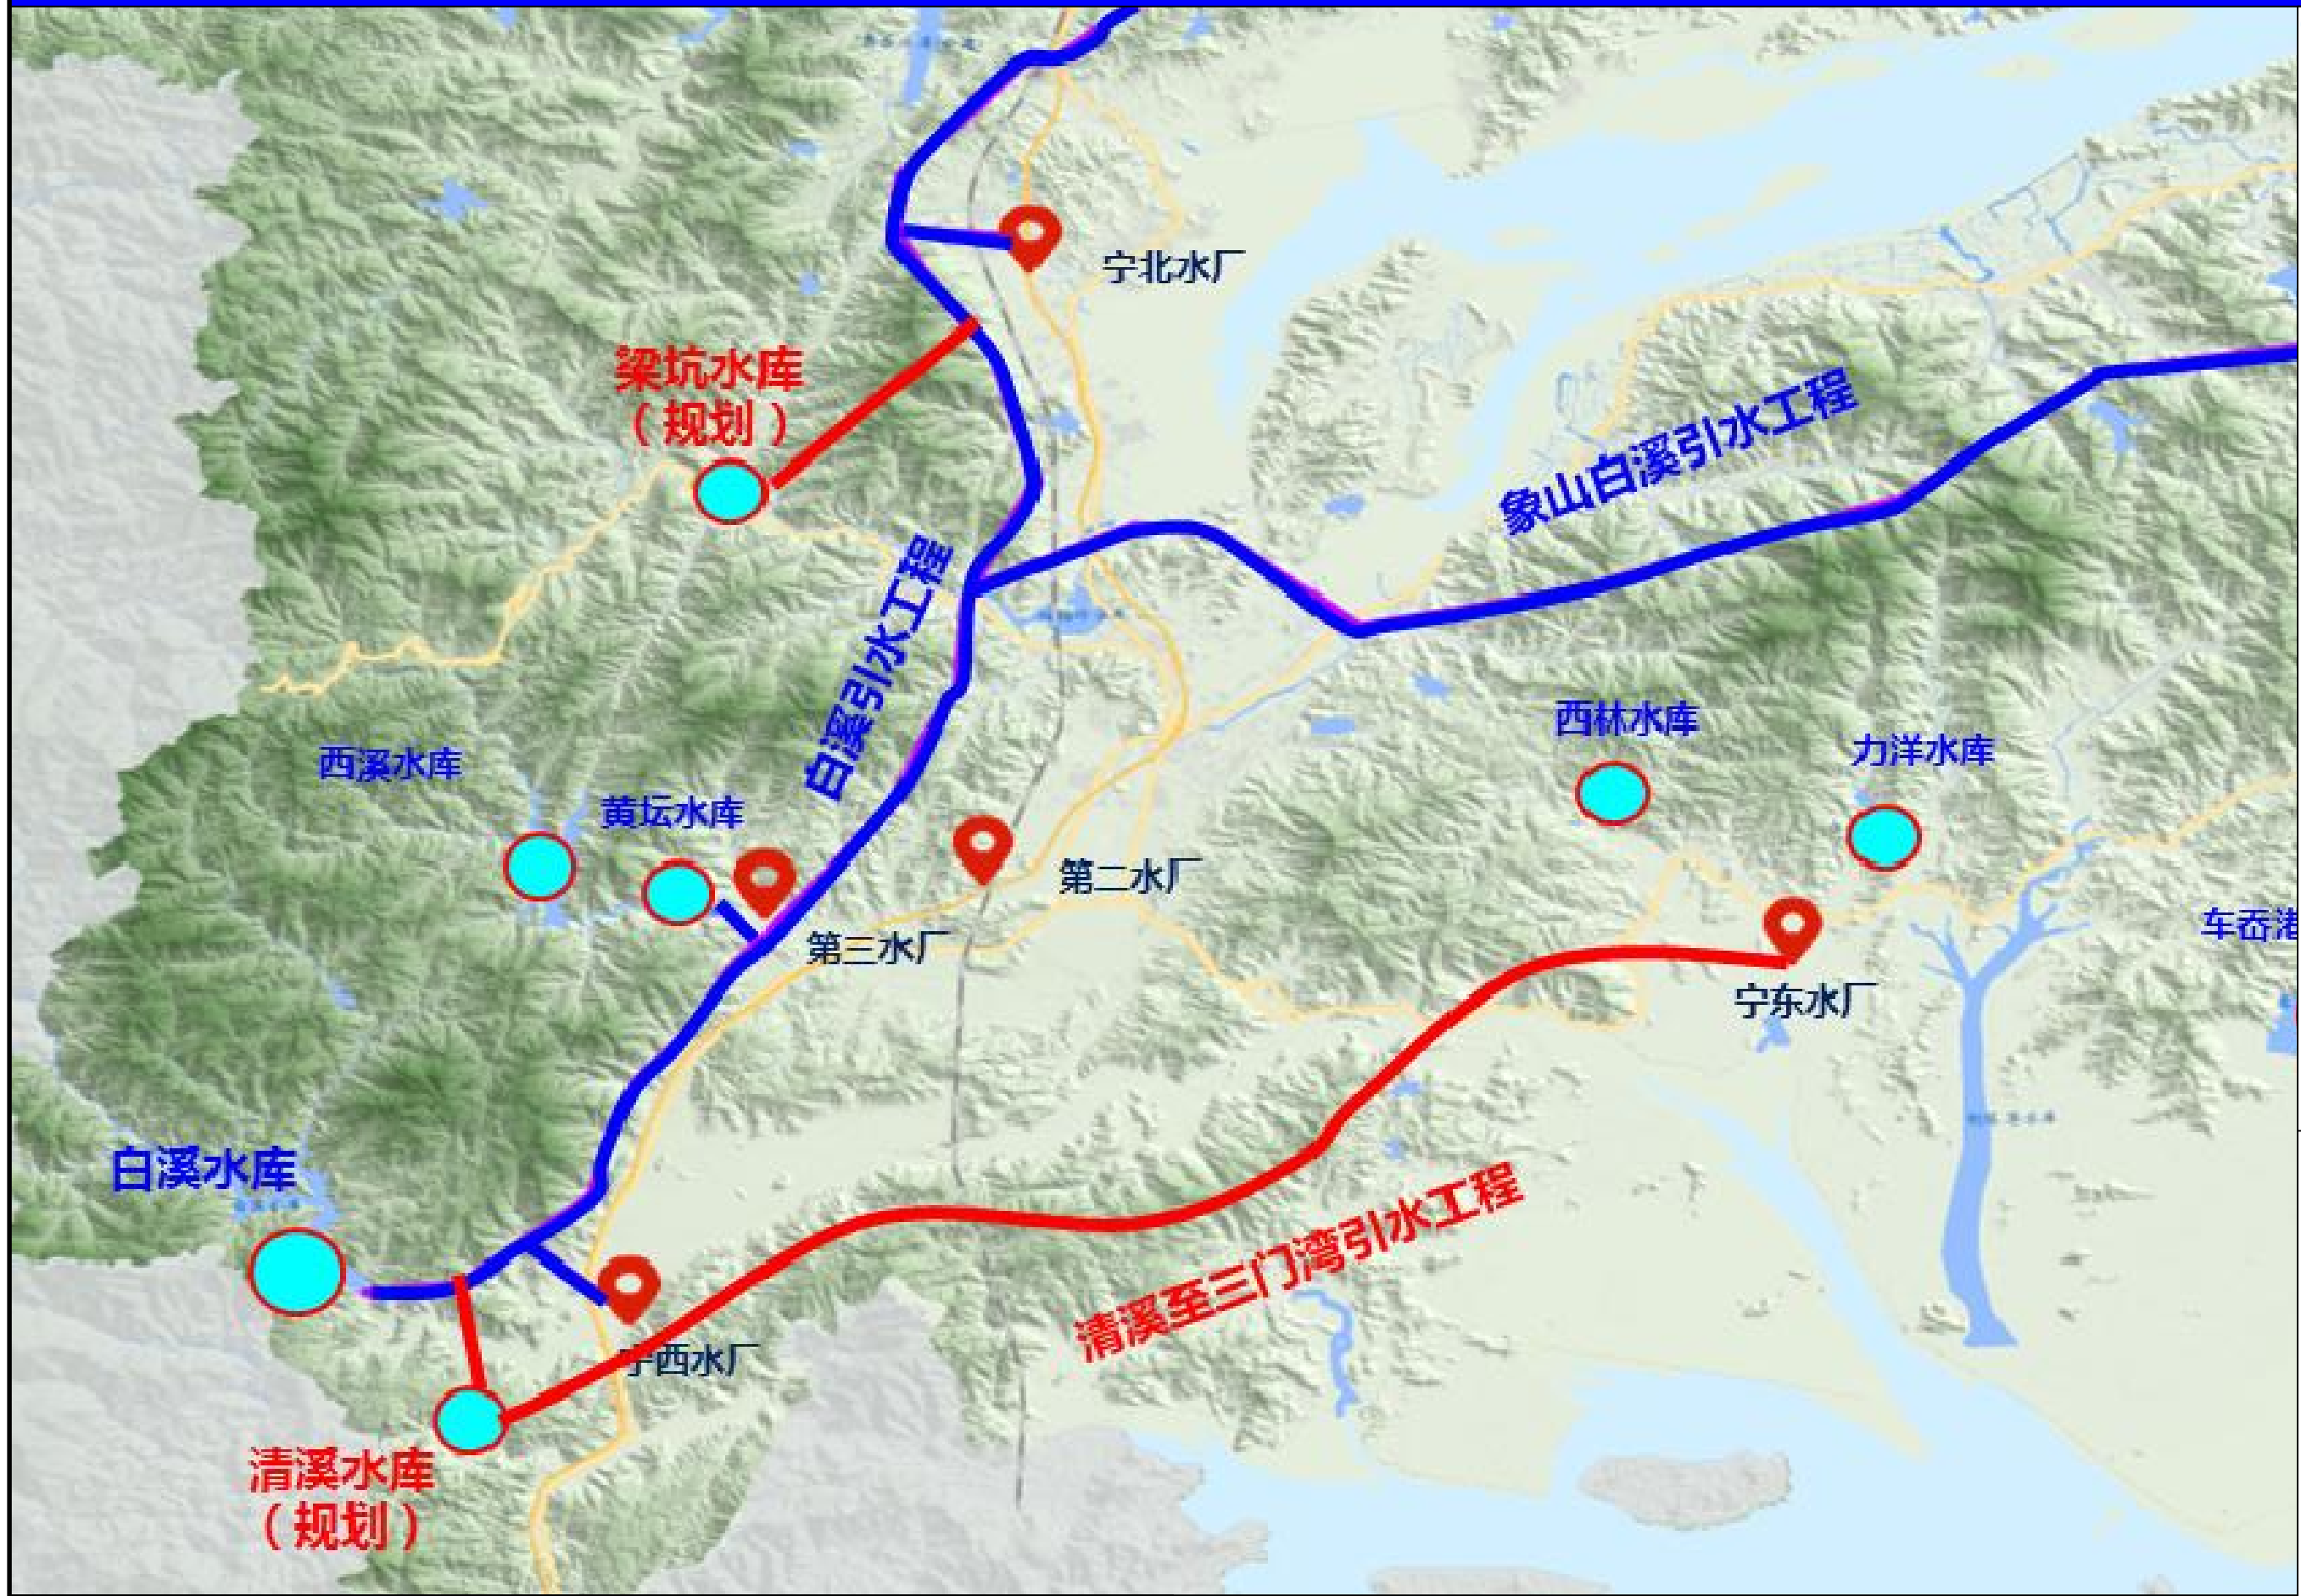 宁北水厂
梁坑水库
（规划）
象山白溪引水工程
白溪引水工程
西林水库
力洋水库
西溪水库
黄坛水库
第二水厂
第三水厂
车岙港
宁东水厂
白溪水库
清溪至三门湾引水工程
宁西水厂
清溪水库
（规划）